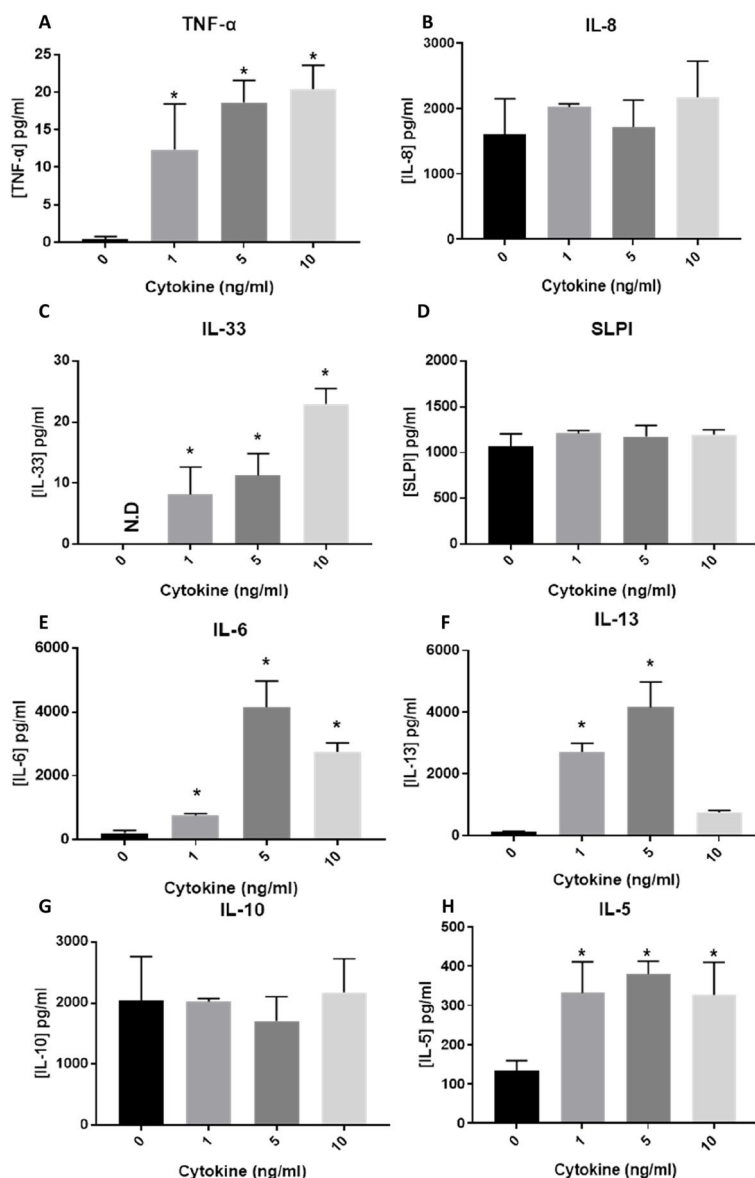 A
TNF-α
[TNF-α] pg/ml
25
20
15
10
5
0
*
*
*
0
1
5
10
Cytokine (ng/ml)
B
IL-8
[IL-8] pg/ml
3000
2000
1000
0
0
1
5
10
Cytokine (ng/ml)
C
IL-33
[IL-33] pg/ml
30
20
10
0
N.D
*
*
*
0
1
5
10
Cytokine (ng/ml)
D
SLPI
[SLPI] pg/ml
2000
1500
1000
500
0
0
1
5
10
Cytokine (ng/ml)
E
IL-6
[IL-6] pg/ml
6000
4000
2000
0
*
*
*
0
1
5
10
Cytokine (ng/ml)
F
IL-13
[IL-13] pg/ml
6000
4000
2000
0
*
*
0
1
5
10
Cytokine (ng/ml)
G
IL-10
[IL-10] pg/ml
3000
2000
1000
0
0
1
5
10
Cytokine (ng/ml)
H
IL-5
[IL-5] pg/ml
500
400
300
200
100
0
*
*
*
0
1
5
10
Cytokine (ng/ml)